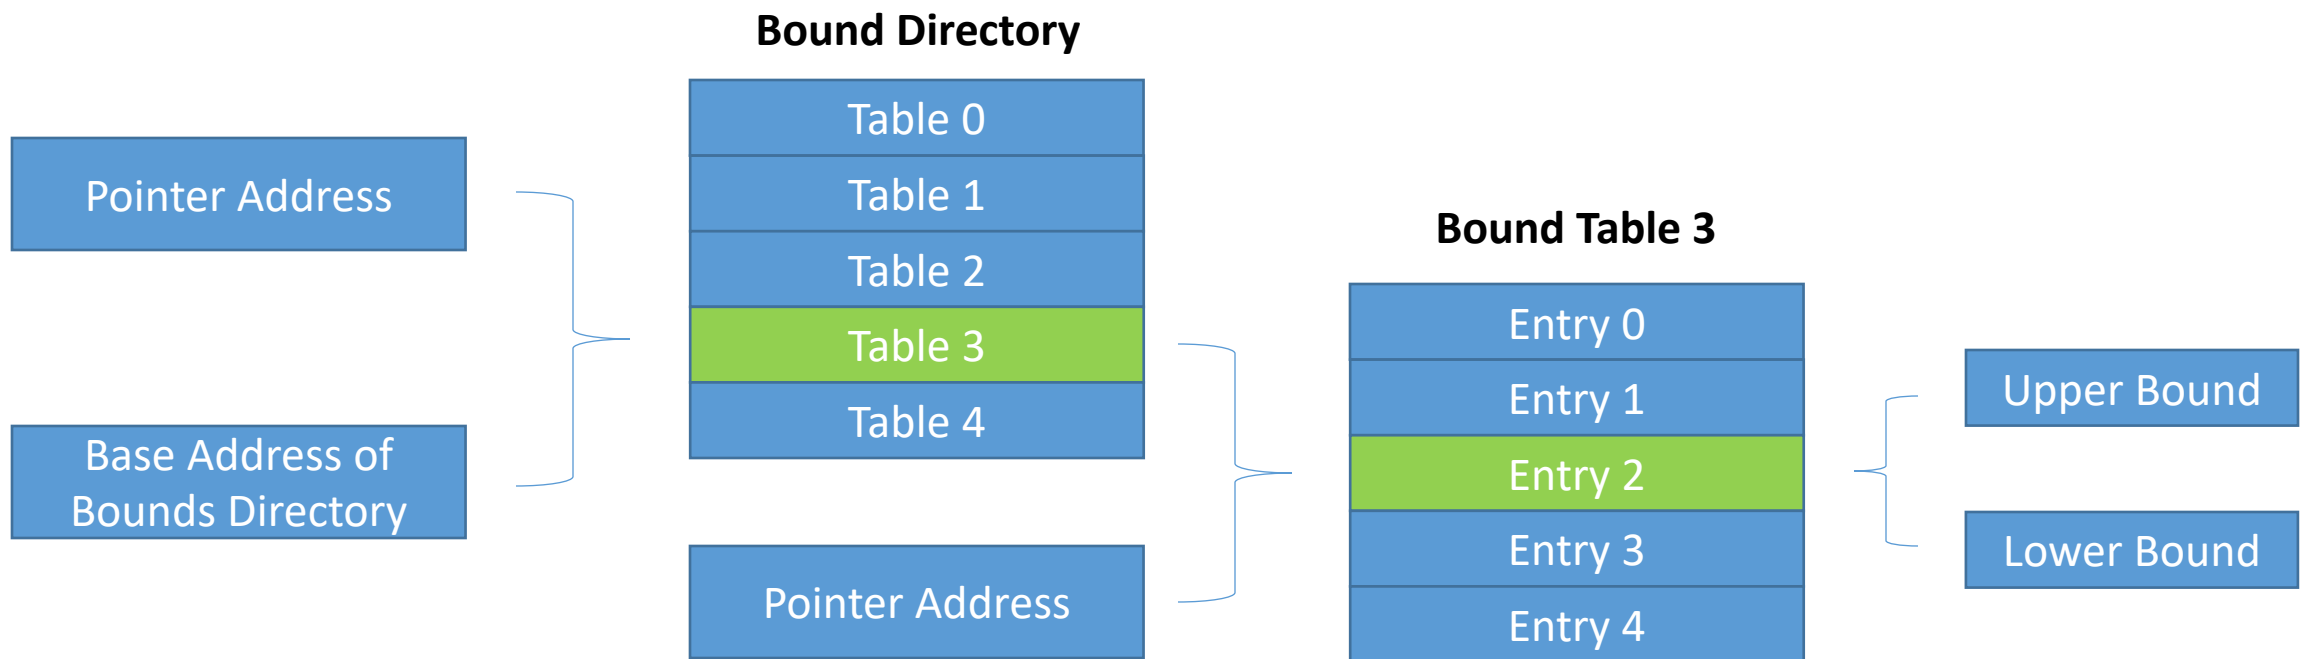 Bound Directory
Pointer Address
Base Address of
Bounds Directory
Table 0
Table 1
Table 2
Table 3
Table 4
Pointer Address
Bound Table 3
Entry 0
Entry 1
Entry 2
Entry 3
Entry 4
Upper Bound
Lower Bound